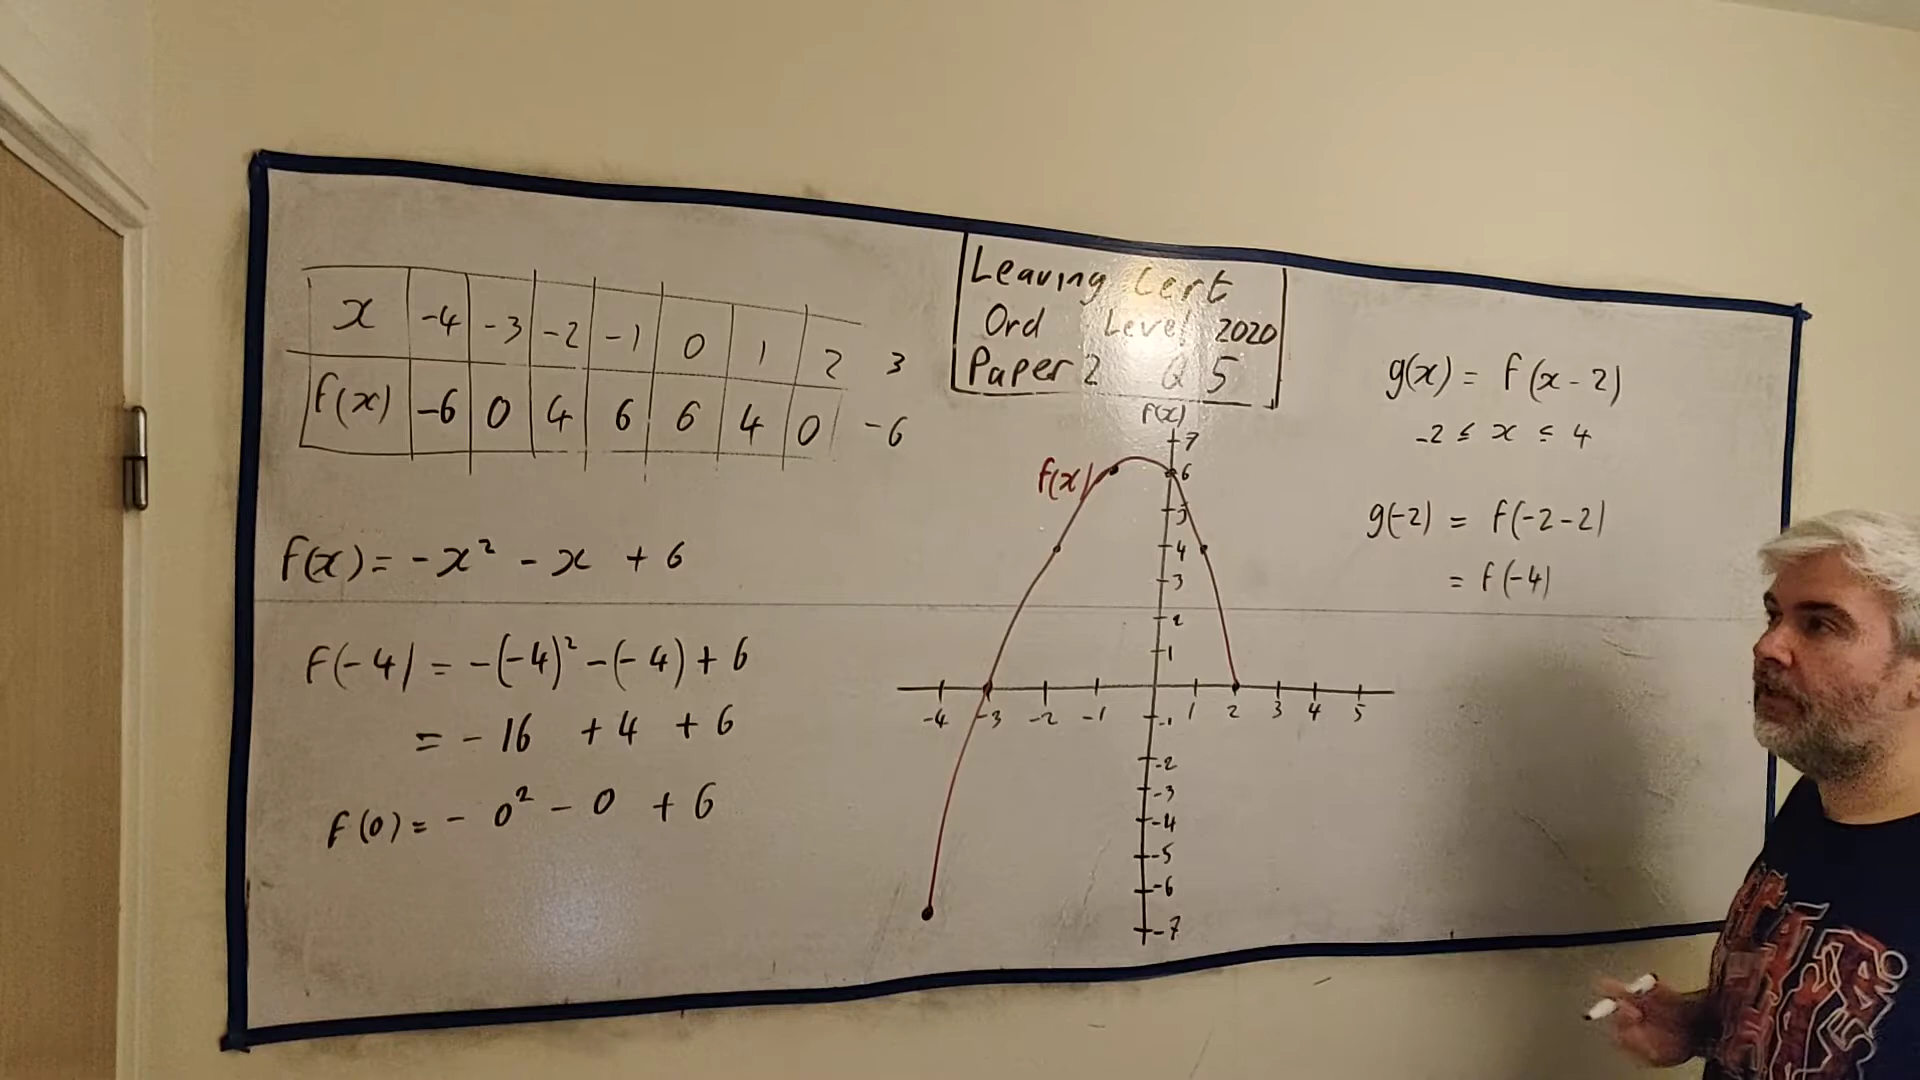 x -4 -3 -2 -1 0 1 2 3
f(x) -6 0 4 6 6 4 0 -6
f(x) = -x² - x + 6
f(-4) = -(-4)² - (-4) + 6
= -16 + 4 + 6
f(0) = - 0² - 0 + 6
Leaving Cert
Ord Level 2020
Paper 2 Q 5
f(x)
7
f(x)
6
5
4
3
2
1
-4 -3 -2 -1 1 2 3 4 5
-1
-2
-3
-4
-5
-6
-7
g(x) = f(x-2)
-2 ≤ x ≤ 4
g(-2) = f(-2-2)
= f(-4)